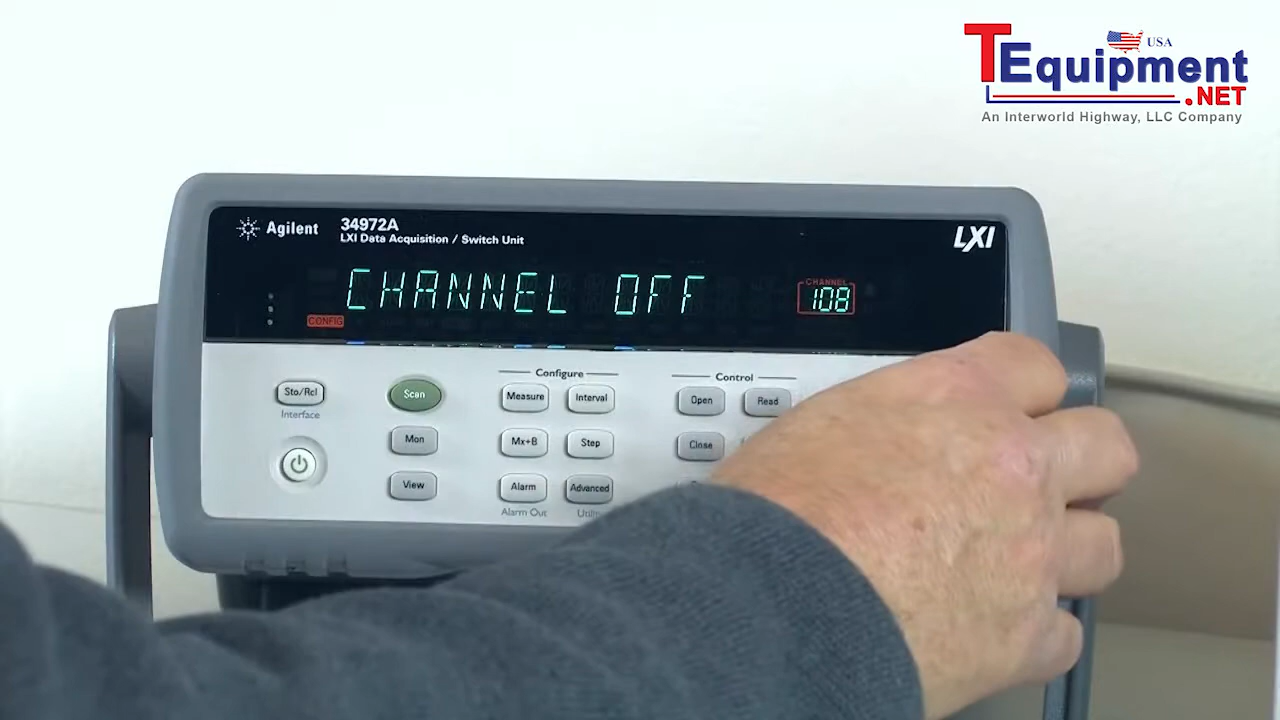 TEquipment
USA
.NET
An Interworld Highway, LLC Company
Agilent
34972A
LXI Data Acquisition / Switch Unit
LXI
CHANNEL OFF
CHANNEL
108
CONFIG
Configure
Control
Sto/Rcl
Interface
Scan
Measure
Interval
Open
Read
Mon
Mx+B
Step
Close
View
Alarm
Advanced
Alarm Out